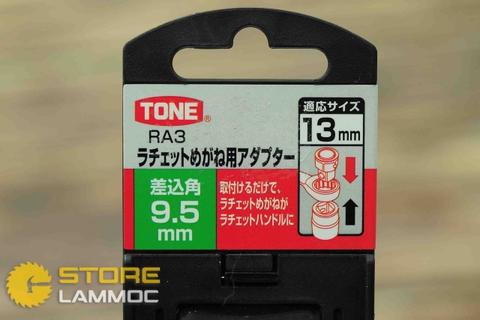 TONE®
RA3
ラチェットめがね用アダプター
適応サイズ
13mm
差込角
9.5
mm
取付けるだけで、
ラチェットめがねが
ラチェットハンドルに
STORE
LAMMOC